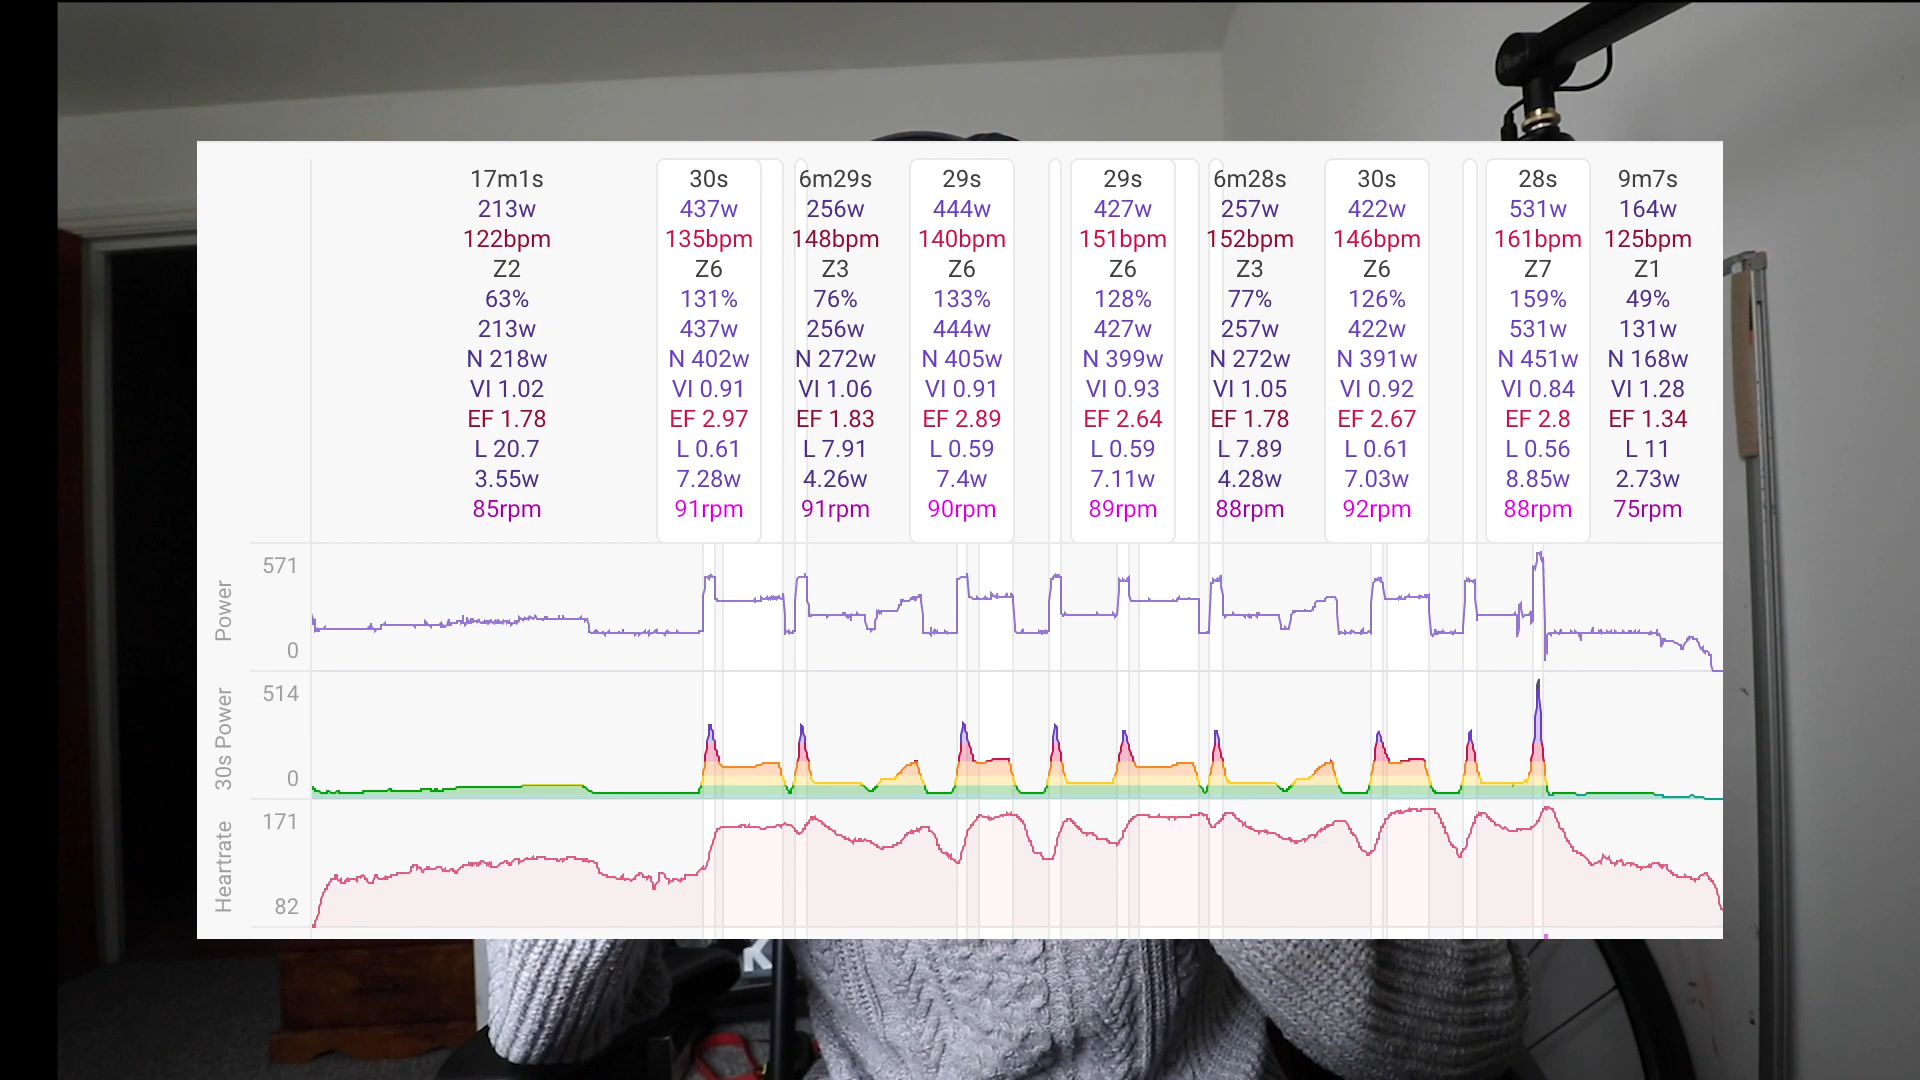 17m1s 30s 6m29s 29s 29s 6m28s 30s 28s 9m7s
213w 437w 256w 444w 427w 257w 422w 531w 164w
122bpm 135bpm 148bpm 140bpm 151bpm 152bpm 146bpm 161bpm 125bpm
Z2 Z6 Z3 Z6 Z6 Z3 Z6 Z7 Z1
63% 131% 76% 133% 128% 77% 126% 159% 49%
213w 437w 256w 444w 427w 257w 422w 531w 131w
N 218w N 402w N 272w N 405w N 399w N 272w N 391w N 451w N 168w
VI 1.02 VI 0.91 VI 1.06 VI 0.91 VI 0.93 VI 1.05 VI 0.92 VI 0.84 VI 1.28
EF 1.78 EF 2.97 EF 1.83 EF 2.89 EF 2.64 EF 1.78 EF 2.67 EF 2.8 EF 1.34
L 20.7 L 0.61 L 7.91 L 0.59 L 0.59 L 7.89 L 0.61 L 0.56 L 11
3.55w 7.28w 4.26w 7.4w 7.11w 4.28w 7.03w 8.85w 2.73w
85rpm 91rpm 91rpm 90rpm 89rpm 88rpm 92rpm 88rpm 75rpm
Power
571
0
30s Power
514
0
Heartrate
171
82
K